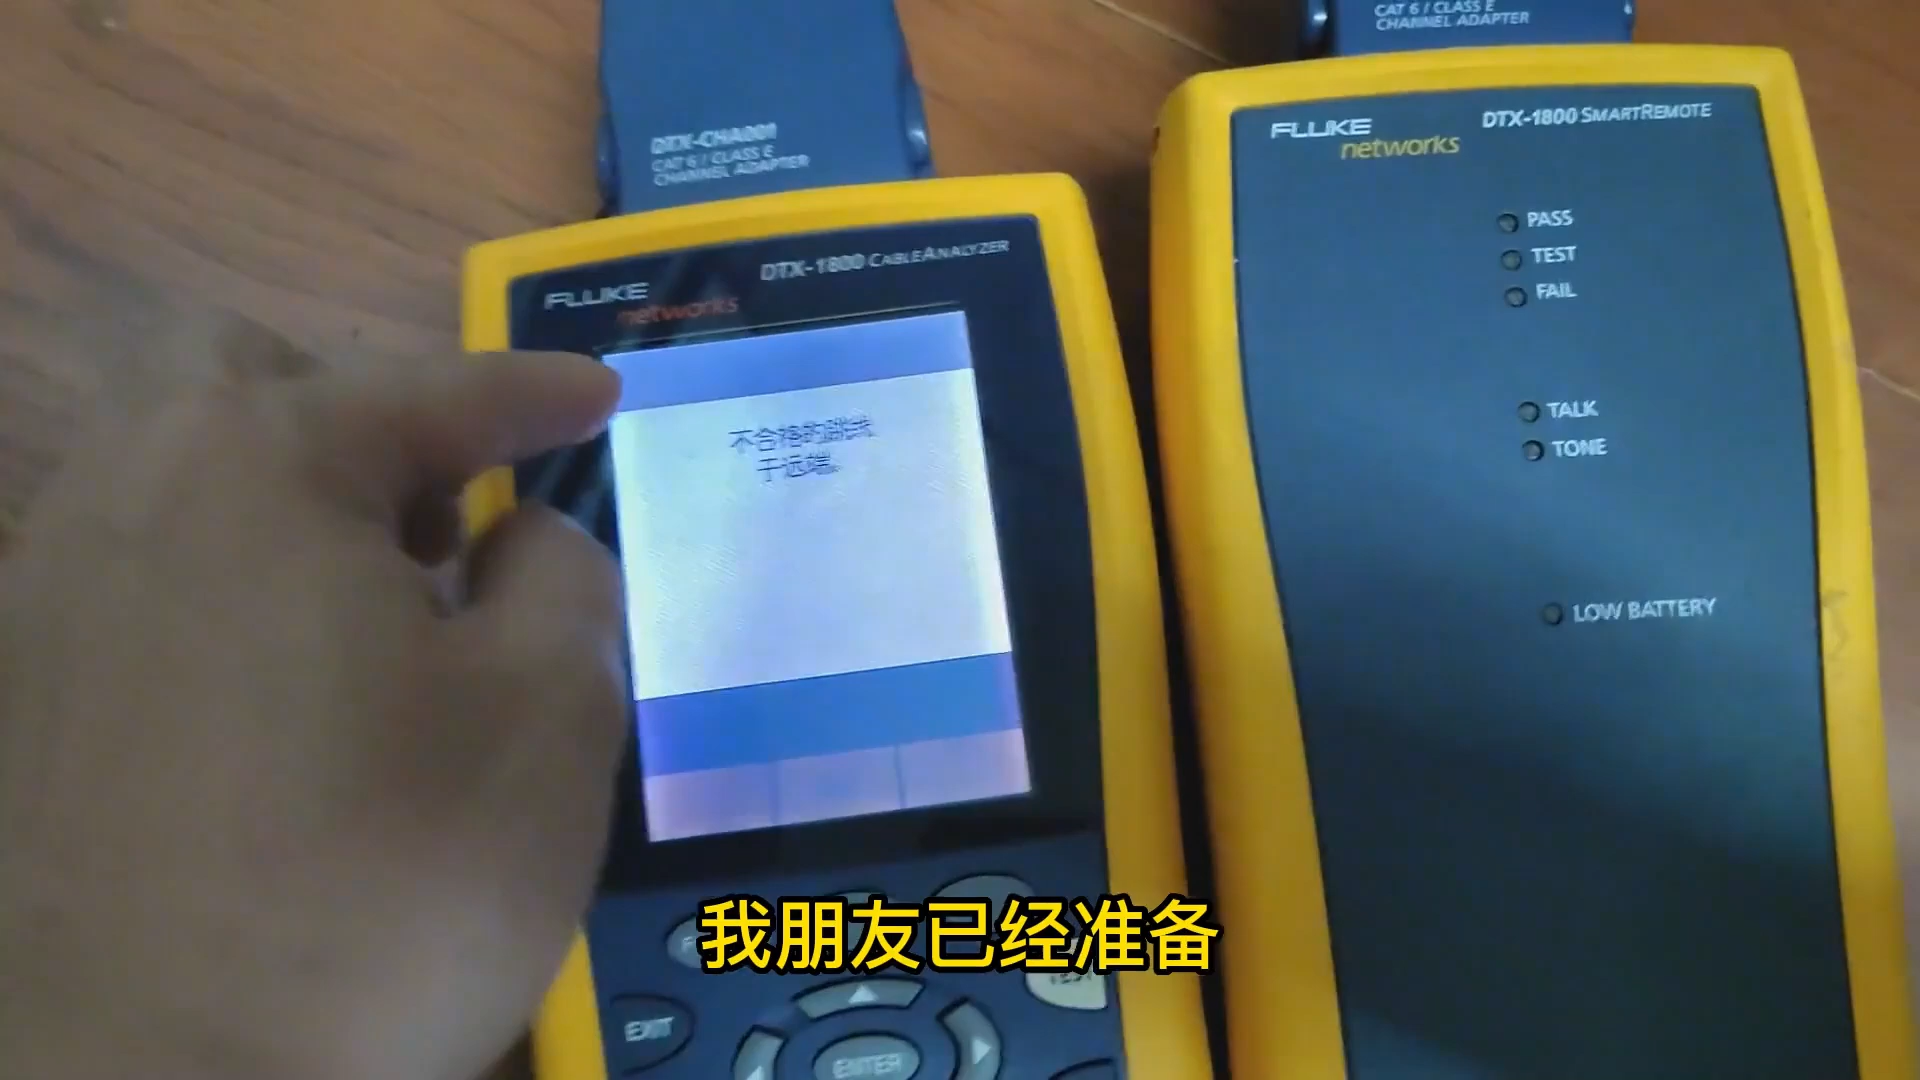 CAT 6 / CLASS E
CHANNEL ADAPTER
DTX-CHA001
CAT 6 / CLASS E
CHANNEL ADAPTER
FLUKE
networks
DTX-1800 CABLEANALYZER
不合格的跳线
于远端。
EXIT
ENTER
TEST
FLUKE
networks
DTX-1800 SMARTREMOTE
PASS
TEST
FAIL
TALK
TONE
LOW BATTERY
我朋友已经准备